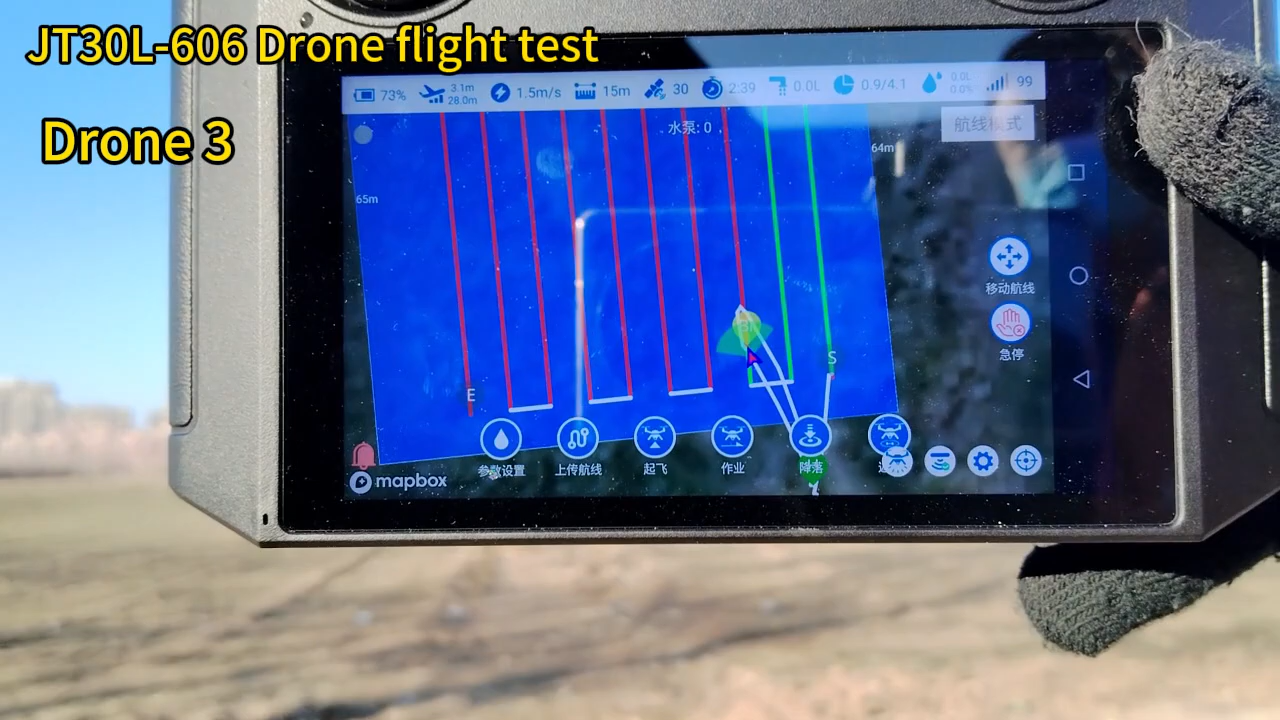 JT30L-606 Drone flight test
Drone 3
73%
3.1m
28.0m
1.5m/s
15m
30
2:39
0.0L
0.9/4.1
0.0L
0.0%
99
水泵: 0
航线模式
64m
65m
移动航线
急停
S
E
参数设置
上传航线
起飞
作业
降落
mapbox